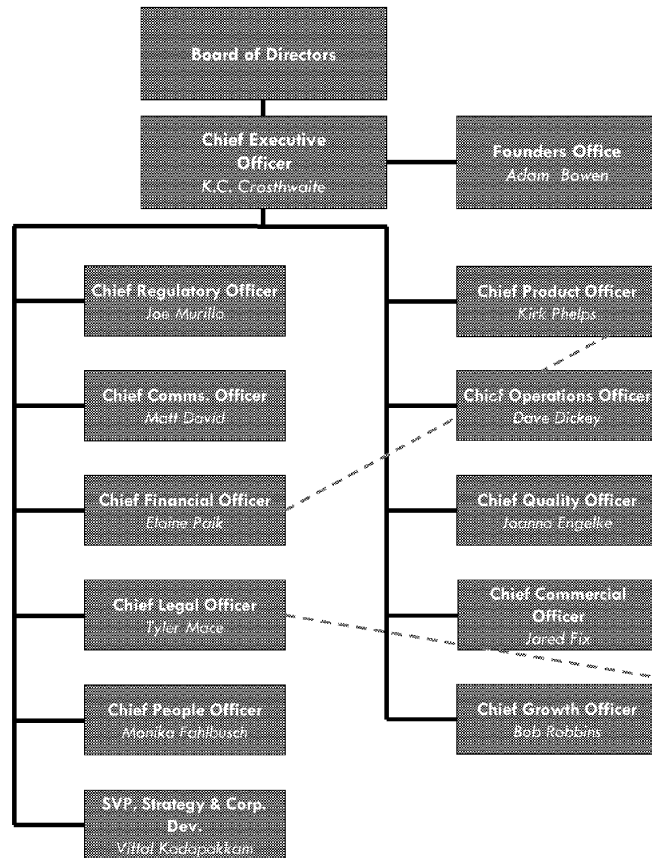 Board of Directors
Chief Executive
Officer
K.C. Crosthwaite
Founders Office
Adam Bowen
Chief Regulatory Officer
Joe Murillo
Chief Comms. Officer
Matt David
Chief Financial Officer
Elaine Paik
Chief Legal Officer
Tyler Mace
Chief People Officer
Monika Fahlbusch
SVP. Strategy & Corp.
Dev.
Vittal Kadapakkam
Chief Product Officer
Kirk Phelps
Chief Operations Officer
Dave Dickey
Chief Quality Officer
Joanna Engelke
Chief Commercial
Officer
Jared Fix
Chief Growth Officer
Bob Robbins